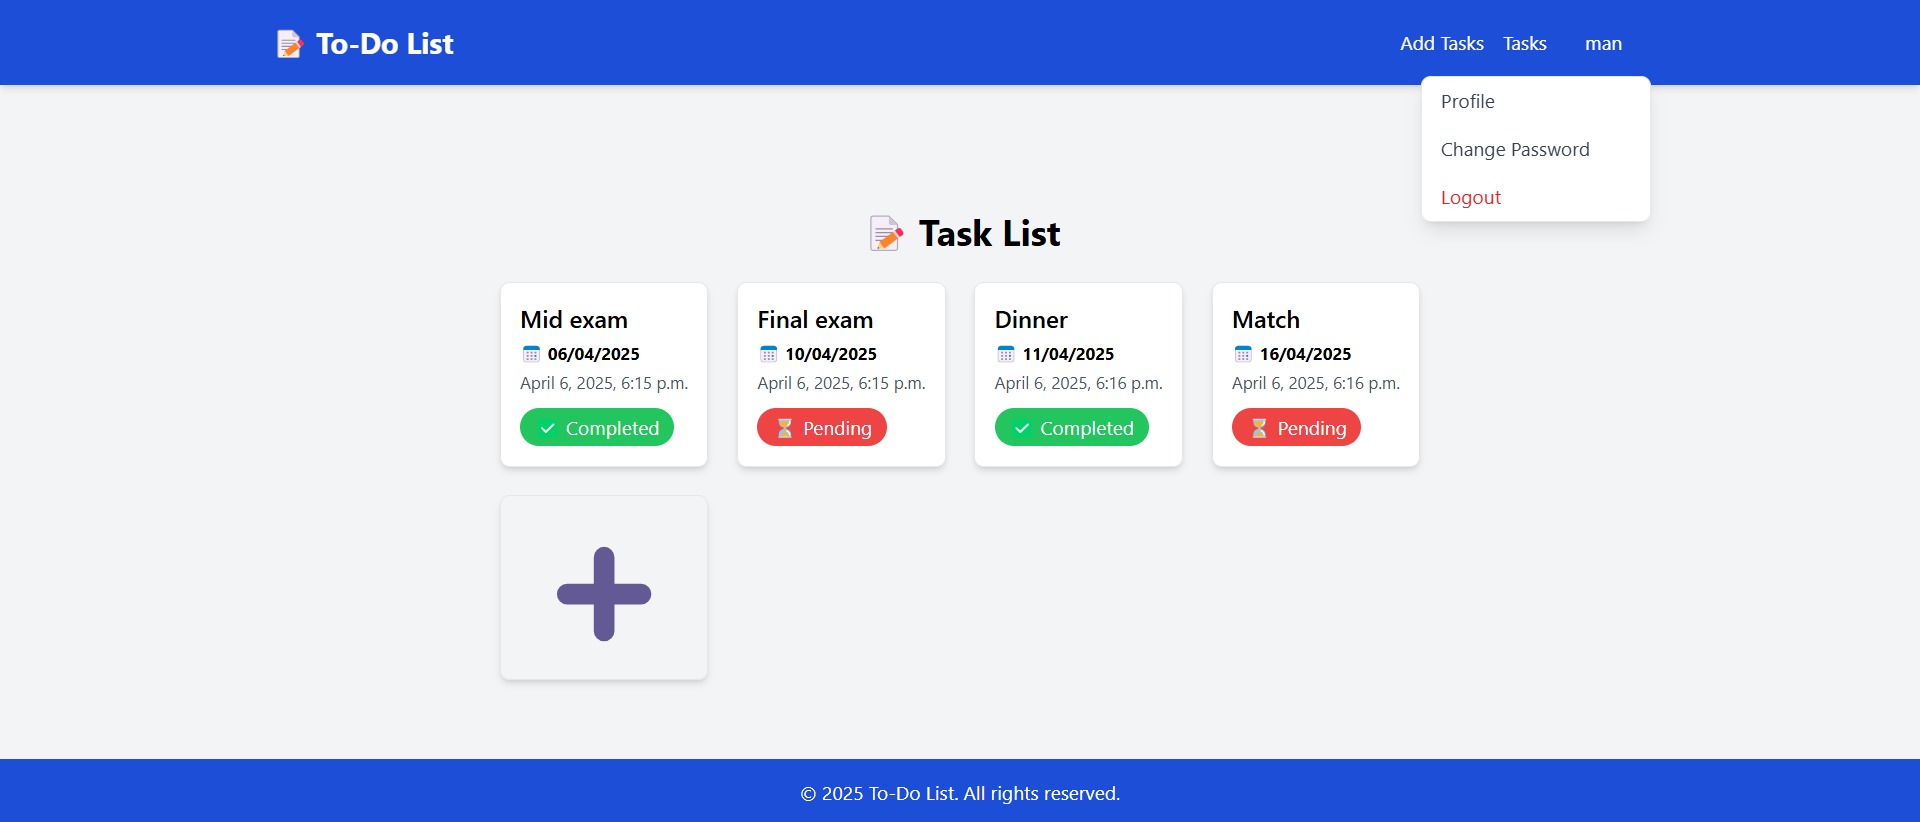 To-Do List
Add Tasks
Tasks
man
Profile
Change Password
Logout
Task List
Mid exam
06/04/2025
April 6, 2025, 6:15 p.m.
Completed
Final exam
10/04/2025
April 6, 2025, 6:15 p.m.
Pending
Dinner
11/04/2025
April 6, 2025, 6:16 p.m.
Completed
Match
16/04/2025
April 6, 2025, 6:16 p.m.
Pending
© 2025 To-Do List. All rights reserved.